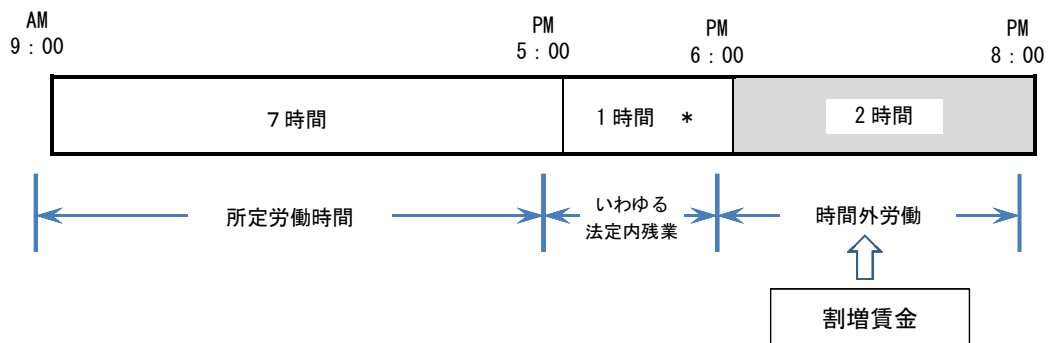 AM
9：00
PM
5：00
PM
6：00
PM
8：00
７時間
1時間　*
2時間
所定労働時間
いわゆる
法定内残業
時間外労働
割増賃金